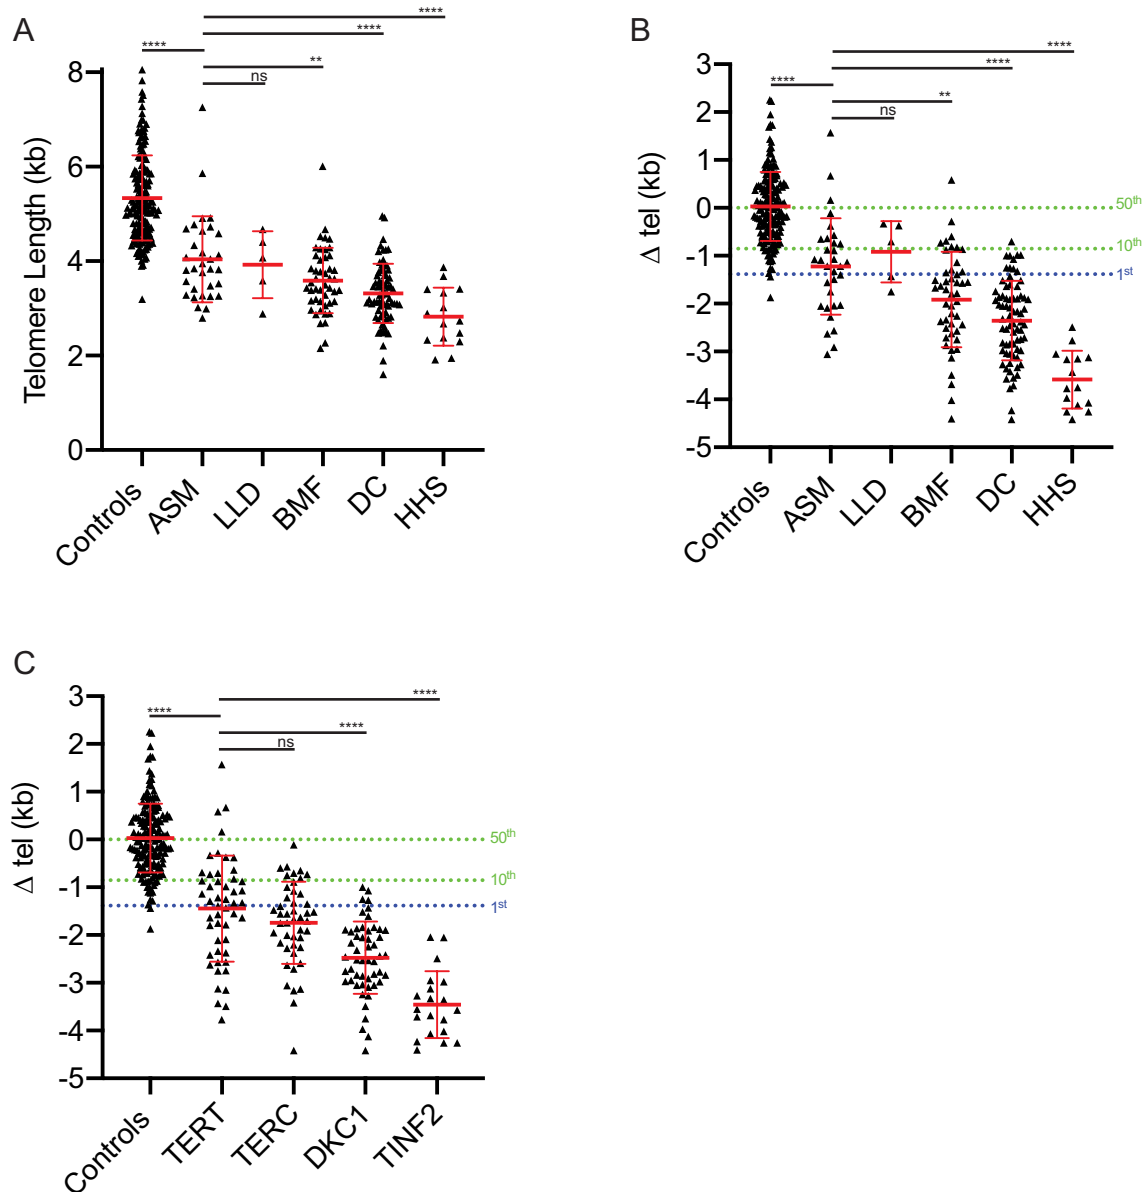 A
Telomere Length (kb)
8
6
4
2
0
****
****
****
**
ns
Controls
ASM
LLD
BMF
DC
HHS
B
Δ tel (kb)
3
2
1
0
-1
-2
-3
-4
-5
****
****
****
**
ns
50th
10th
1st
Controls
ASM
LLD
BMF
DC
HHS
C
Δ tel (kb)
3
2
1
0
-1
-2
-3
-4
-5
****
****
****
ns
50th
10th
1st
Controls
TERT
TERC
DKC1
TINF2